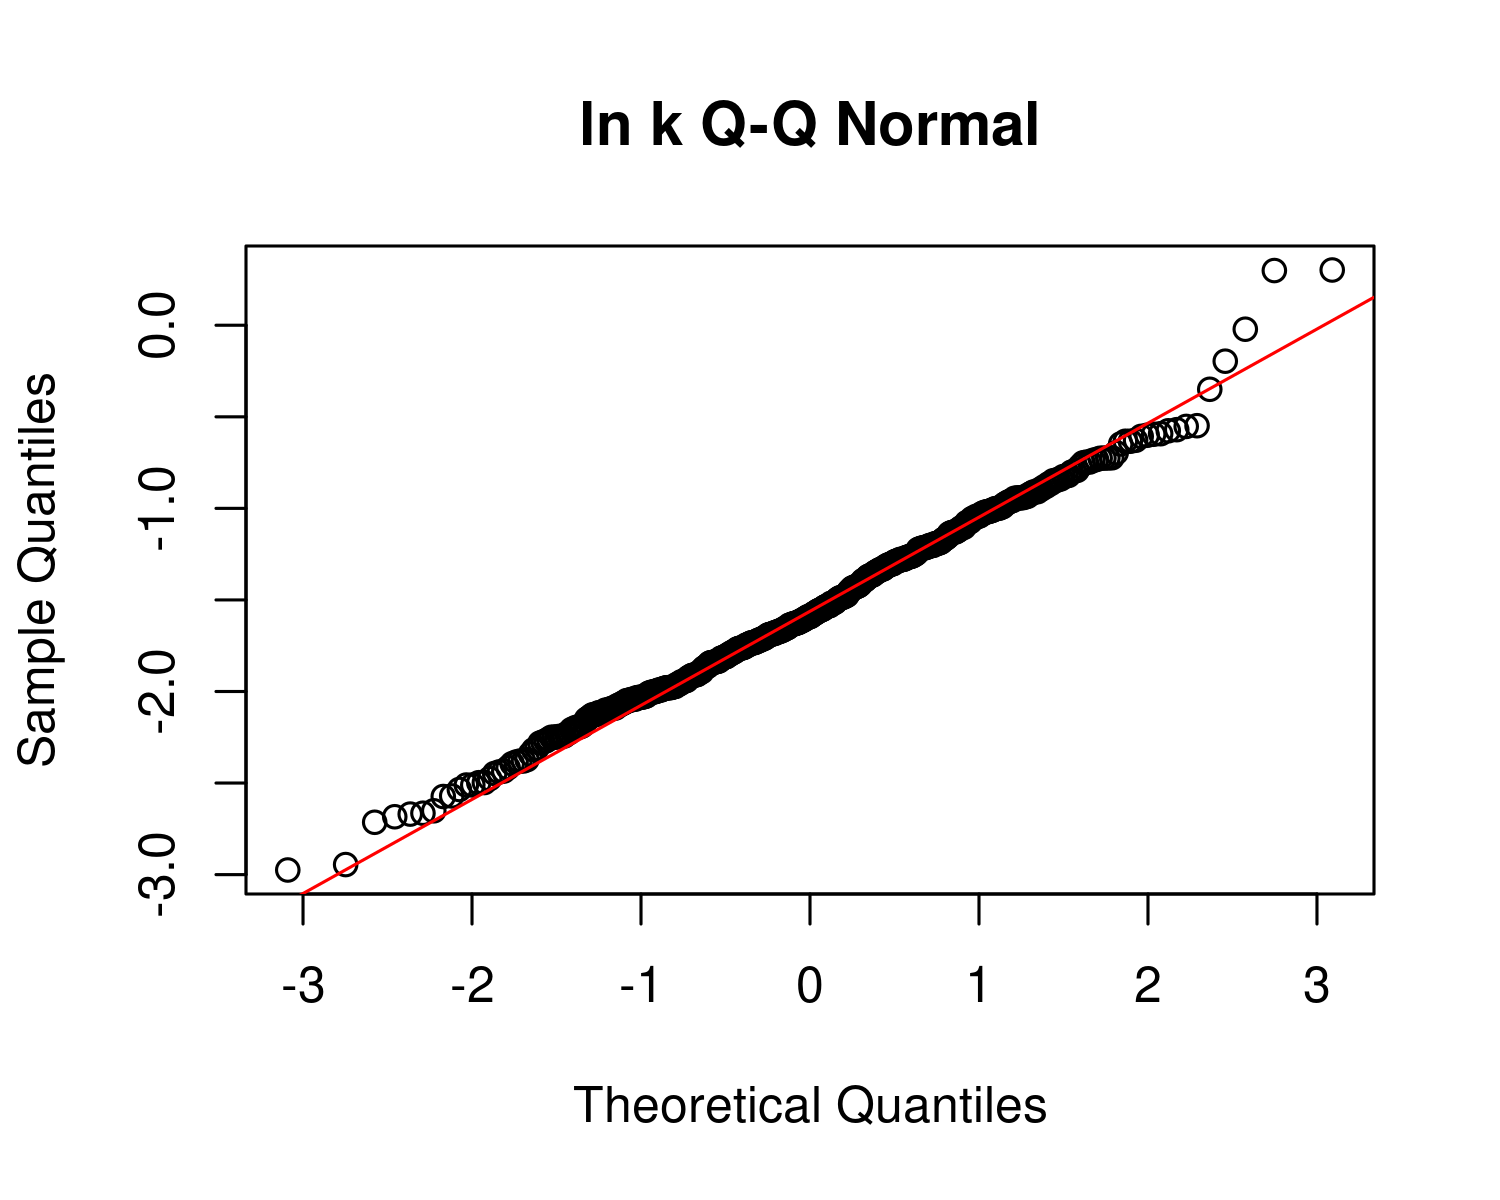 ln k Q-Q Normal
Sample Quantiles
0.0
-1.0
-2.0
-3.0
-3 -2 -1 0 1 2 3
Theoretical Quantiles